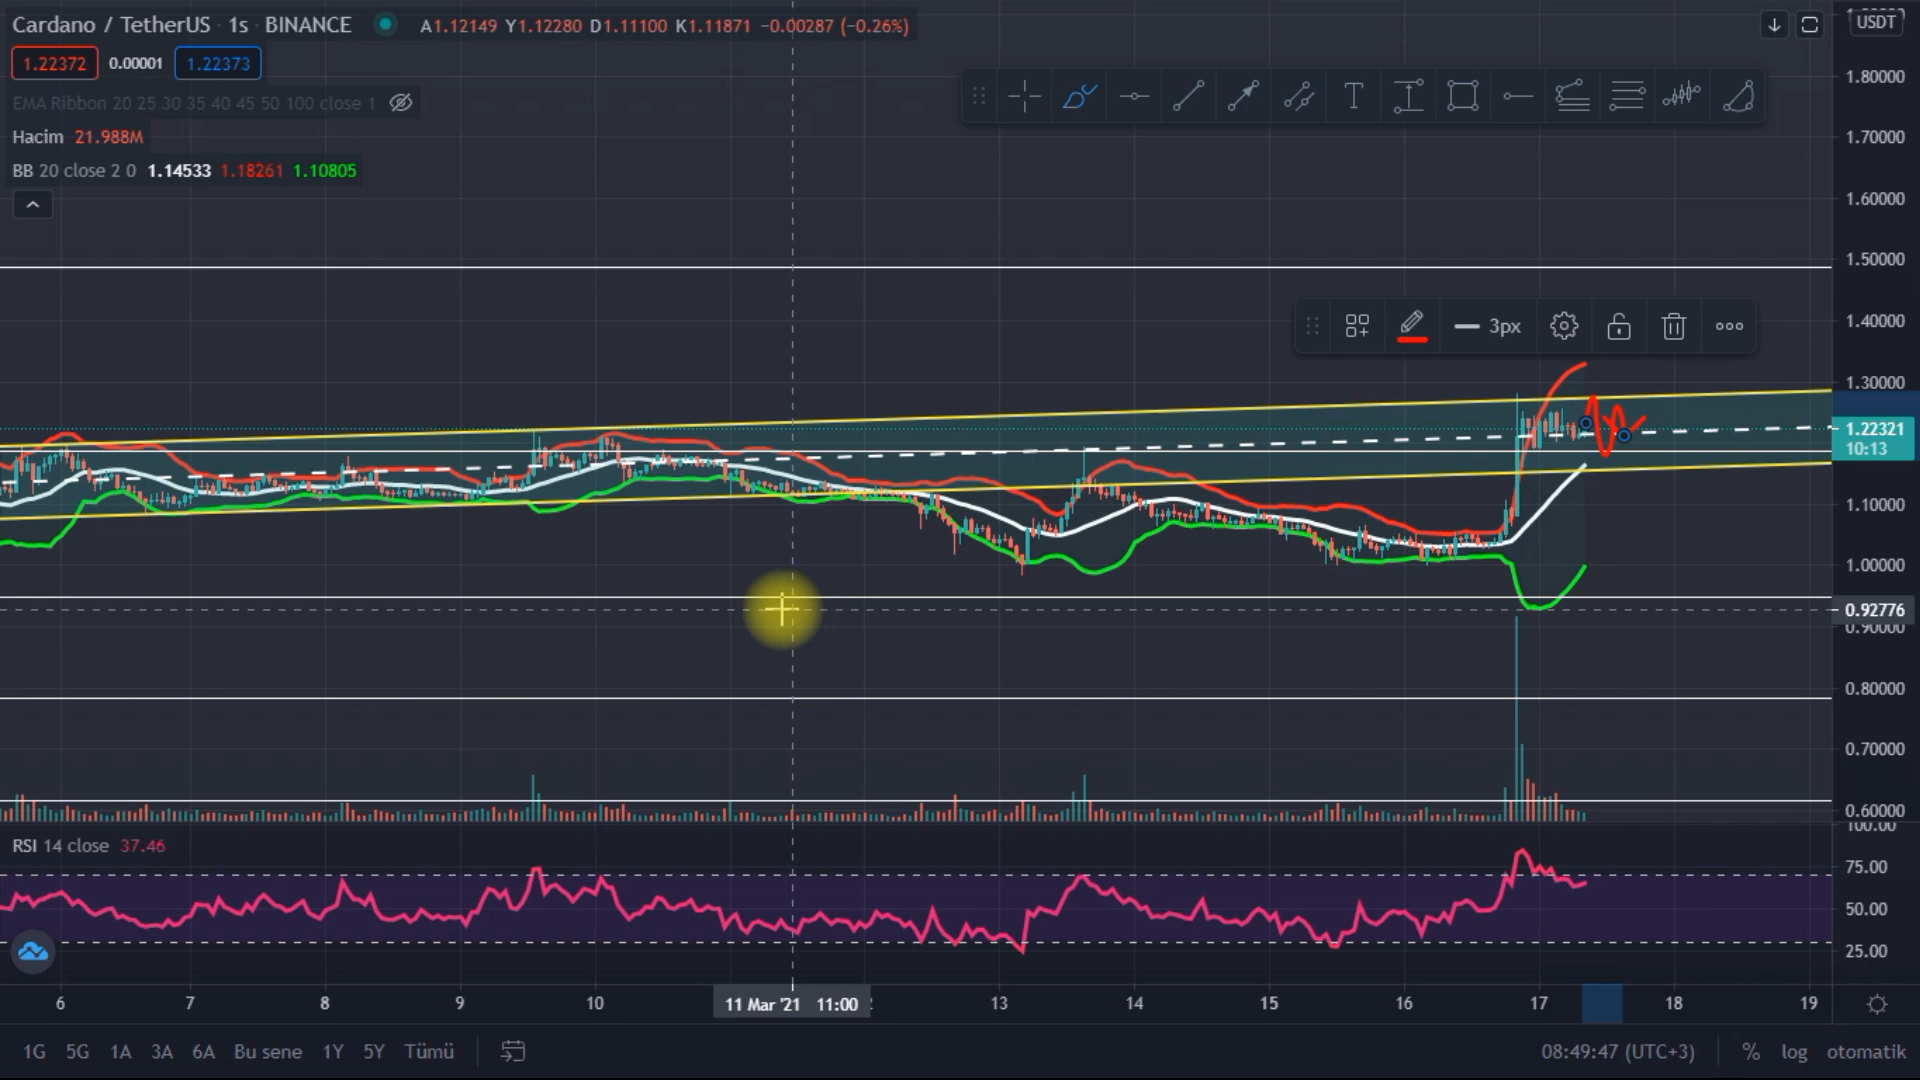 Cardano / TetherUS · 1s · BINANCE A1.12149 Y1.12280 D1.11100 K1.11871 −0.00287 (−0.26%)
USDT
1.22372 0.00001 1.22373
EMA Ribbon 20 25 30 35 40 45 50 100 close 1
Hacim 21.988M
BB 20 close 2 0 1.14533 1.18261 1.10805
T
3px
1.80000
1.70000
1.60000
1.50000
1.40000
1.30000
1.22321
10:13
1.10000
1.00000
0.92776
0.90000
0.80000
0.70000
0.60000
RSI 14 close 37.46
100.00
75.00
50.00
25.00
6 7 8 9 10 11 Mar '21 11:00 13 14 15 16 17 18 19
1G 5G 1A 3A 6A Bu sene 1Y 5Y Tümü 08:49:47 (UTC+3) % log otomatik